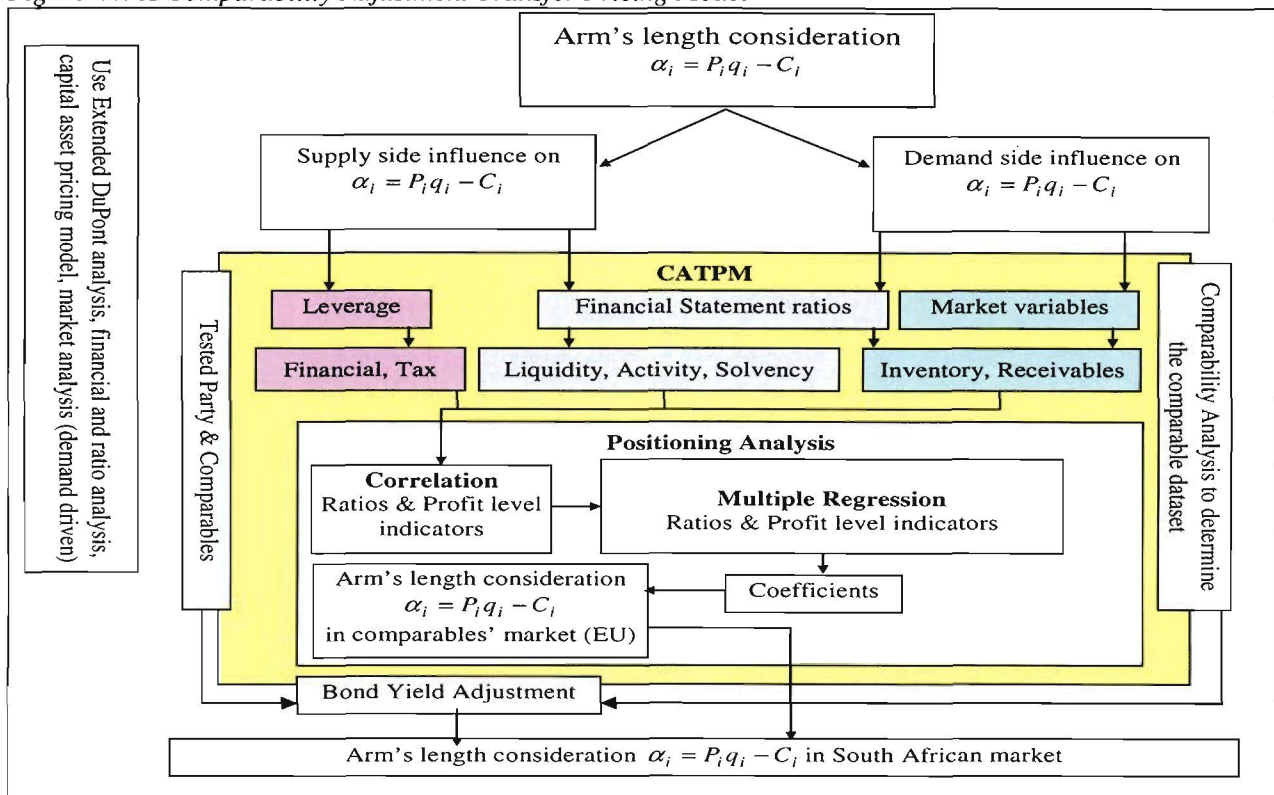 Comparability Adjustment Transfer Pricing Model
Arm's length consideration
α_i = P_i q_i − C_i
Use Extended DuPont analysis, financial and ratio analysis,
capital asset pricing model, market analysis (demand driven)
Supply side influence on
α_i = P_i q_i − C_i
Demand side influence on
α_i = P_i q_i − C_i
CATPM
Tested Party & Comparables
Comparability Analysis to determine
the comparable dataset
Leverage
Financial Statement ratios
Market variables
Financial, Tax
Liquidity, Activity, Solvency
Inventory, Receivables
Positioning Analysis
Correlation
Ratios & Profit level
indicators
Multiple Regression
Ratios & Profit level indicators
Arm's length consideration
α_i = P_i q_i − C_i
in comparables' market (EU)
Coefficients
Bond Yield Adjustment
Arm's length consideration α_i = P_i q_i − C_i in South African market